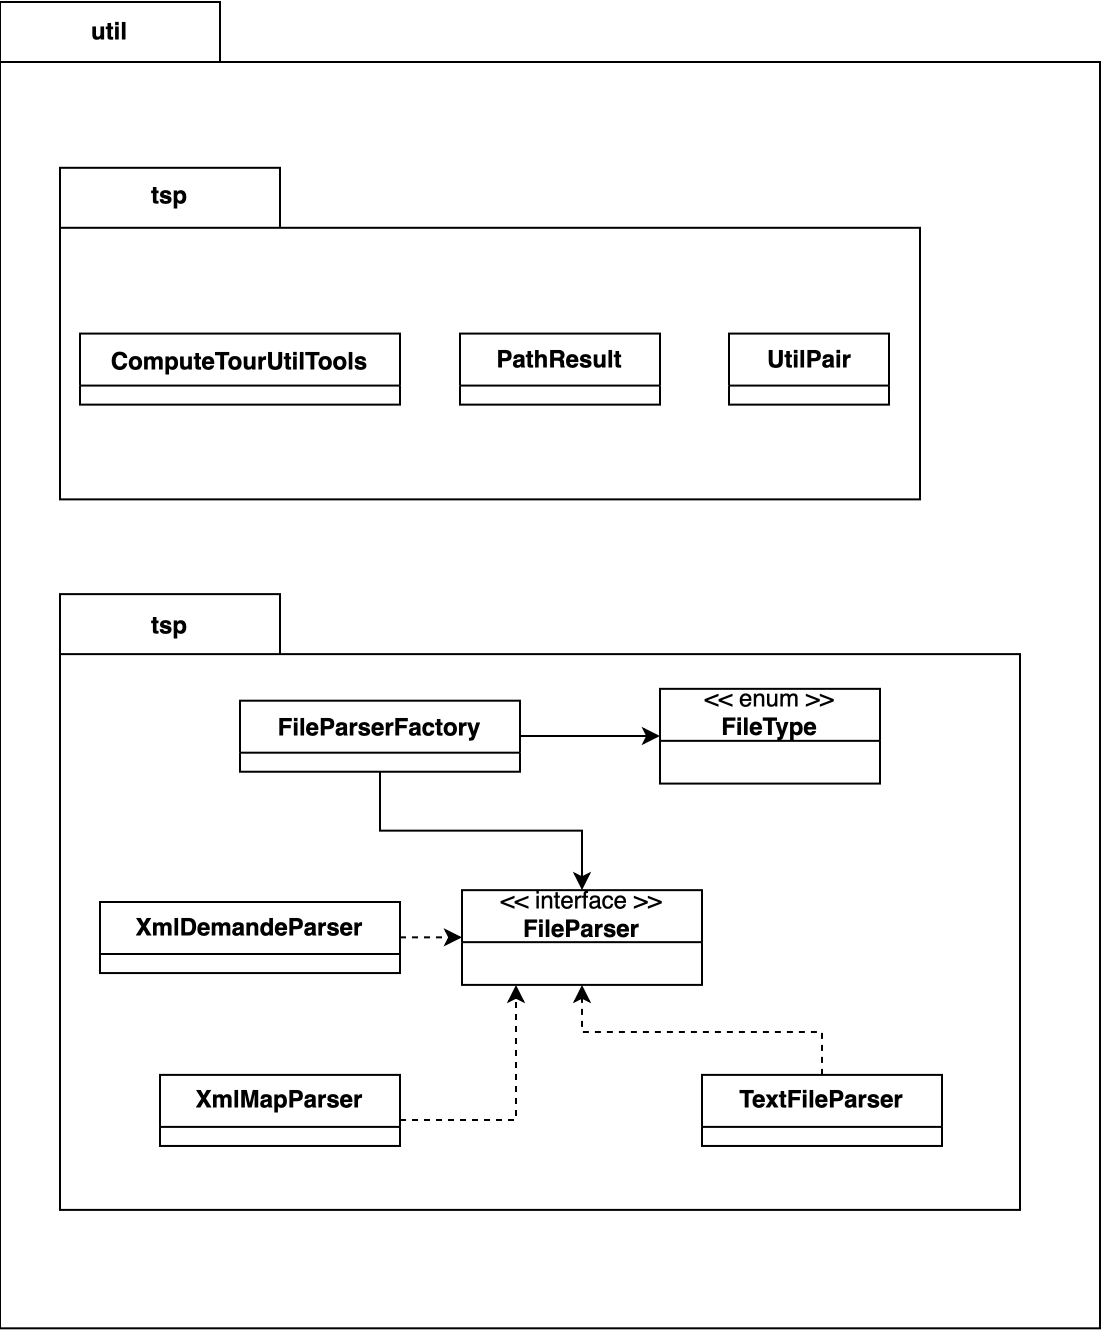 util
tsp
ComputeTourUtilTools
PathResult
UtilPair
tsp
FileParserFactory
<< enum >>
FileType
<< interface >>
FileParser
XmlDemandeParser
XmlMapParser
TextFileParser